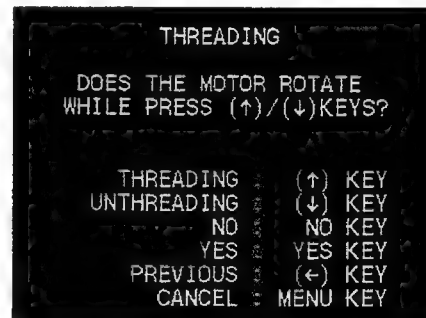 THREADING
DOES THE MOTOR ROTATE
WHILE PRESS (↑)/(↓)KEYS?
THREADING : (↑) KEY
UNTHREADING : (↓) KEY
NO : NO KEY
YES : YES KEY
PREVIOUS : (←) KEY
CANCEL : MENU KEY